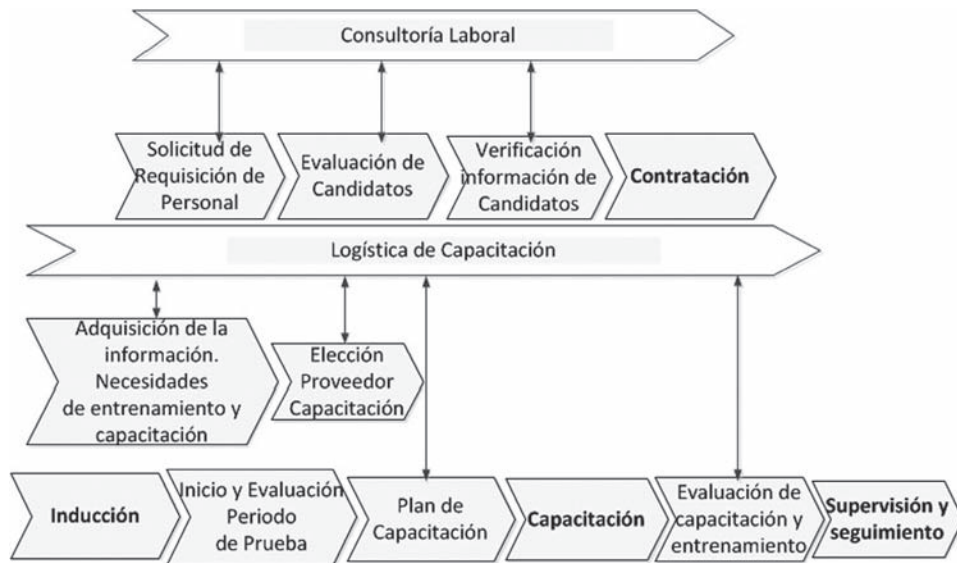 Consultoría Laboral
Solicitud de
Requisición de
Personal
Evaluación de
Candidatos
Verificación
información de
Candidatos
Contratación
Logística de Capacitación
Adquisición de la
información.
Necesidades
de entrenamiento y
capacitación
Elección
Proveedor
Capacitación
Inducción
Inicio y Evaluación
Periodo
de Prueba
Plan de
Capacitación
Capacitación
Evaluación de
capacitación y
entrenamiento
Supervisión y
seguimiento